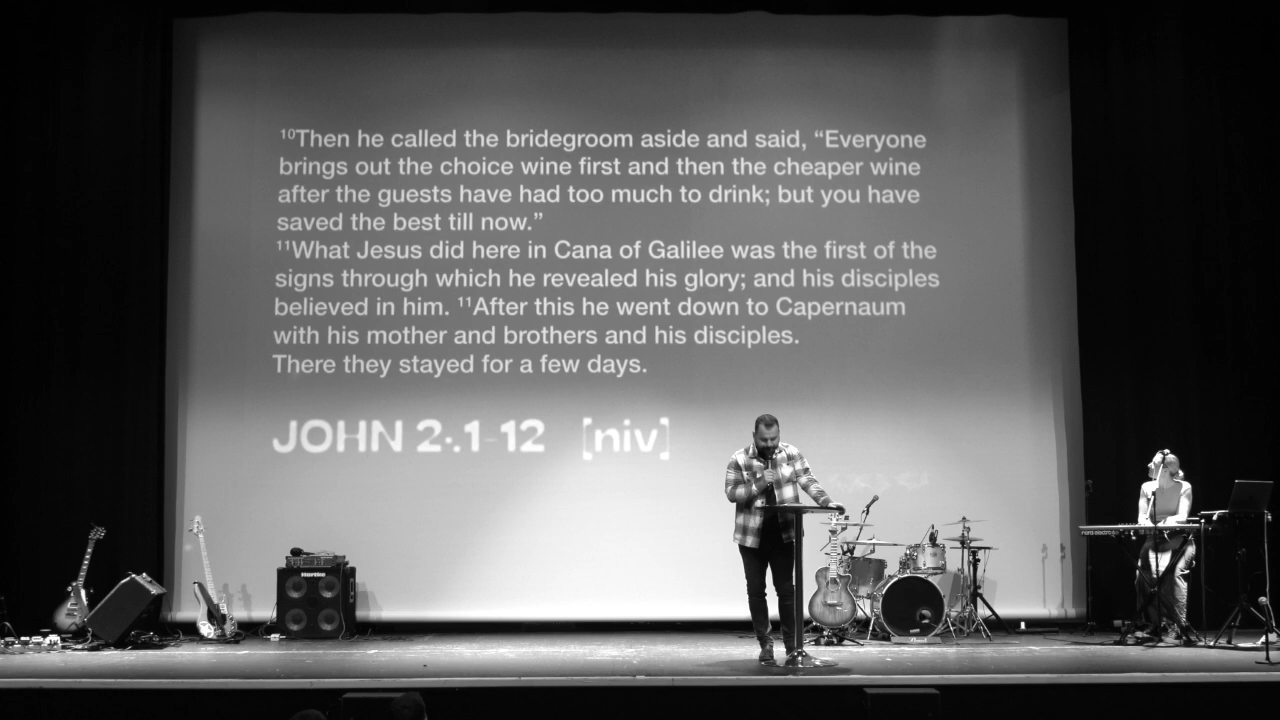 ¹⁰Then he called the bridegroom aside and said, “Everyone
brings out the choice wine first and then the cheaper wine
after the guests have had too much to drink; but you have
saved the best till now.”
¹¹What Jesus did here in Cana of Galilee was the first of the
signs through which he revealed his glory; and his disciples
believed in him. ¹¹After this he went down to Capernaum
with his mother and brothers and his disciples.
There they stayed for a few days.
JOHN 2:.1-12 [niv]
Hartke
nord electro